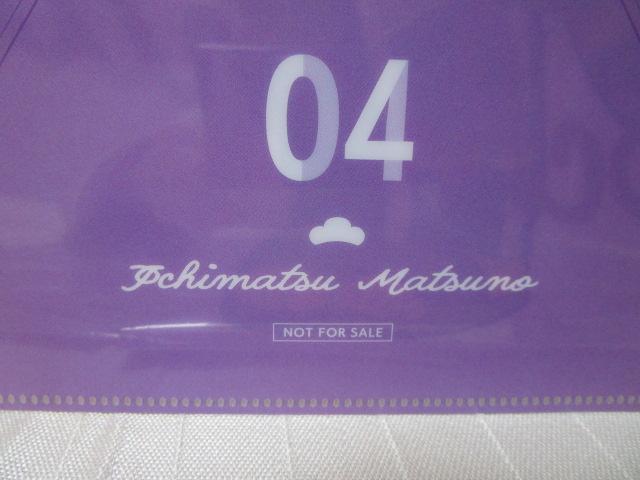 04
Ichimatsu Matsuno
NOT FOR SALE